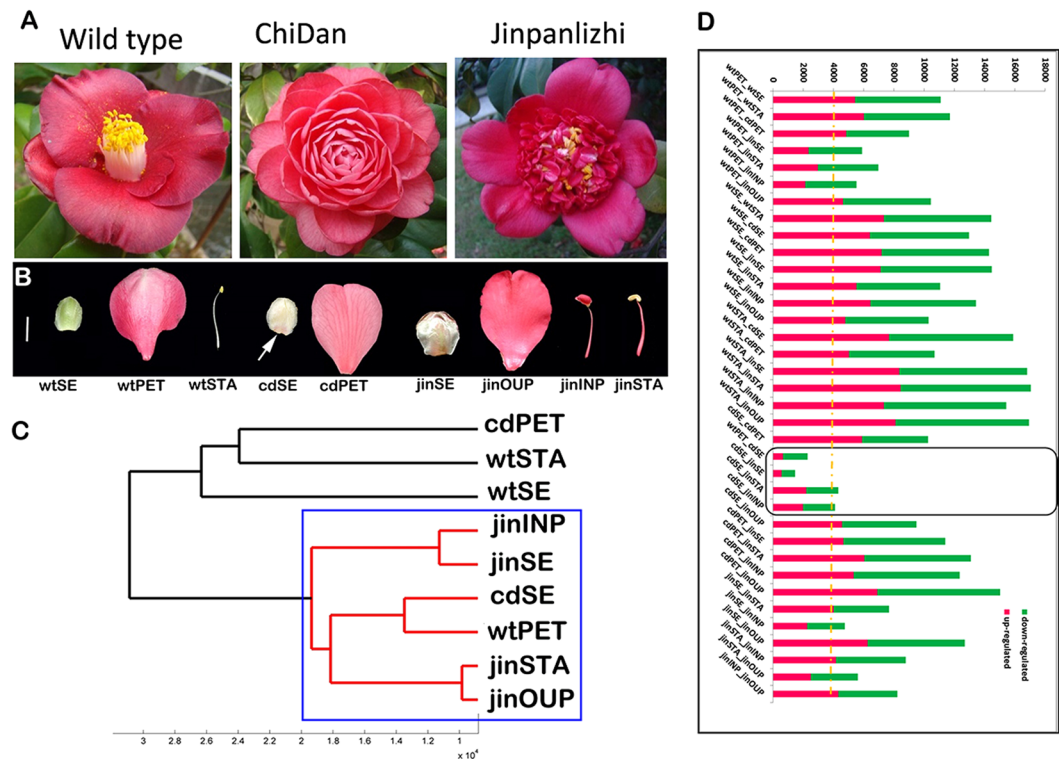 A
Wild type
ChiDan
Jinpanlizhi
B
wtSE
wtPET
wtSTA
cdSE
cdPET
jinSE
jinOUP
jinINP
jinSTA
C
cdPET
wtSTA
wtSE
jinINP
jinSE
cdSE
wtPET
jinSTA
jinOUP
3 2.8 2.6 2.4 2.2 2 1.8 1.6 1.4 1.2 1 0.9
x 10⁴
D
0 2000 4000 6000 8000 10000 12000 14000 16000 18000
wtPET_wtSE
wtPET_wtSTA
wtPET_cdPET
wtPET_jinSE
wtPET_jinSTA
wtPET_jinINP
wtPET_jinOUP
wtSE_wtSTA
wtSE_cdSE
wtSE_cdPET
wtSE_jinSE
wtSE_jinSTA
wtSE_jinINP
wtSE_jinOUP
wtSTA_cdSE
wtSTA_cdPET
wtSTA_jinSE
wtSTA_jinSTA
wtSTA_jinINP
wtSTA_jinOUP
cdSE_cdPET
wtPET_cdSE
cdSE_jinSE
cdSE_jinSTA
cdSE_jinINP
cdSE_jinOUP
cdPET_jinSE
cdPET_jinSTA
cdPET_jinINP
cdPET_jinOUP
jinSE_jinSTA
jinSE_jinINP
jinSE_jinOUP
jinSTA_jinINP
jinSTA_jinOUP
jinINP_jinOUP
down-regulated
up-regulated